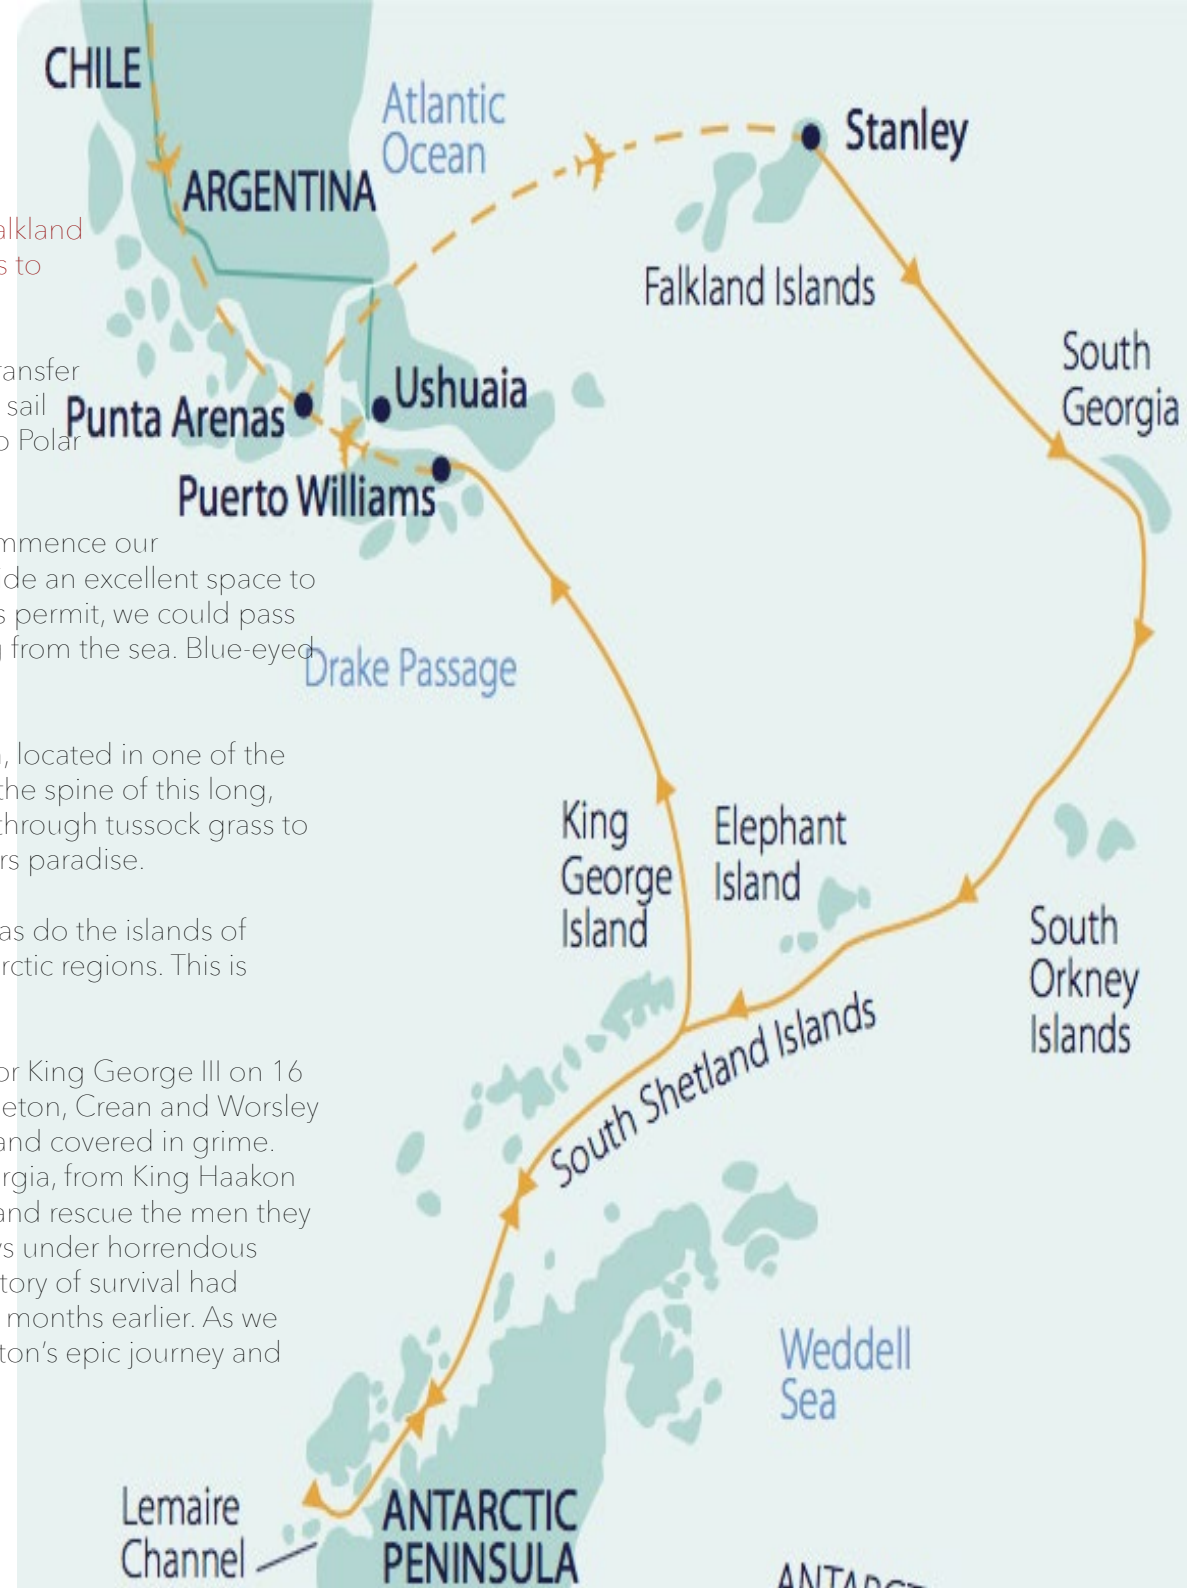 CHILE
Atlantic
Ocean
Stanley
ARGENTINA
Falkland Islands
South
Georgia
Ushuaia
Punta Arenas
Puerto Williams
Drake Passage
King
George
Island
Elephant
Island
South
Orkney
Islands
South Shetland Islands
Weddell
Sea
Lemaire
Channel
ANTARCTIC
PENINSULA
alkland
s to
ransfer
sail
o Polar
mmence our
de an excellent space to
s permit, we could pass
g from the sea. Blue-eyed
, located in one of the
the spine of this long,
through tussock grass to
rs paradise.
as do the islands of
rctic regions. This is
or King George III on 16
eton, Crean and Worsley
and covered in grime.
rgia, from King Haakon
and rescue the men they
ys under horrendous
tory of survival had
months earlier. As we
ton’s epic journey and